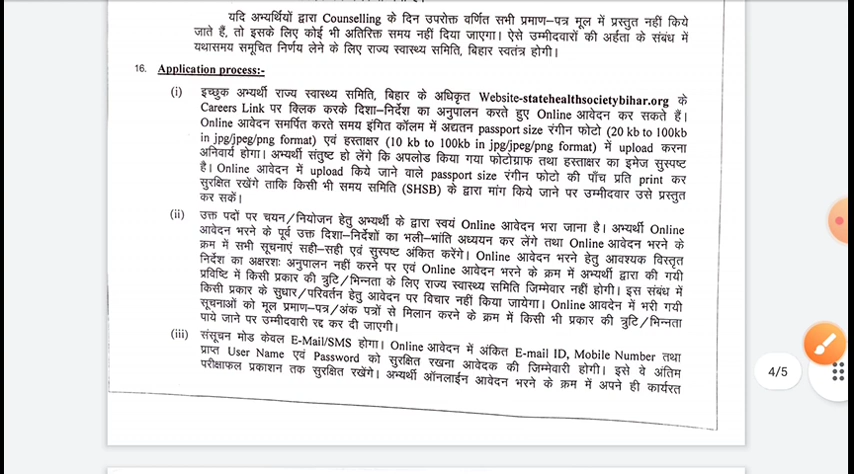 यदि अभ्यर्थियों द्वारा Counselling के दिन उपरोक्त वर्णित सभी प्रमाण–पत्र मूल में प्रस्तुत नहीं किये
जाते हैं, तो इसके लिए कोई भी अतिरिक्त समय नहीं दिया जाएगा। ऐसे उम्मीदवारों की अर्हता के संबंध में
यथासमय समूचित निर्णय लेने के लिए राज्य स्वास्थ्य समिति, बिहार स्वतंत्र होगी।
16. Application process:-
(i) इच्छुक अभ्यर्थी राज्य स्वास्थ्य समिति, बिहार के अधिकृत Website-statehealthsocietybihar.org के
Careers Link पर क्लिक करके दिशा–निर्देश का अनुपालन करते हुए Online आवेदन कर सकते हैं।
Online आवेदन समर्पित करते समय इंगित कॉलम में अद्यतन passport size रंगीन फोटो (20 kb to 100kb
in jpg/jpeg/png format) एवं हस्ताक्षर (10 kb to 100kb in jpg/jpeg/png format) में upload करना
अनिवार्य होगा। अभ्यर्थी संतुष्ट हो लेंगे कि अपलोड किया गया फोटोग्राफ तथा हस्ताक्षर का इमेज सुस्पष्ट
है। Online आवेदन में upload किये जाने वाले passport size रंगीन फोटो की पाँच प्रति print कर
सुरक्षित रखेंगे ताकि किसी भी समय समिति (SHSB) के द्वारा मांग किये जाने पर उम्मीदवार उसे प्रस्तुत
कर सकें।
(ii) उक्त पदों पर चयन/नियोजन हेतु अभ्यर्थी के द्वारा स्वयं Online आवेदन भरा जाना है। अभ्यर्थी Online
आवेदन भरने के पूर्व उक्त दिशा–निर्देशों का भली–भांति अध्ययन कर लेंगे तथा Online आवेदन भरने के
क्रम में सभी सूचनाएं सही–सही एवं सुस्पष्ट अंकित करेंगे। Online आवेदन भरने हेतु आवश्यक विस्तृत
निर्देश का अक्षरशः अनुपालन नहीं करने पर एवं Online आवेदन भरने के क्रम में अभ्यर्थी द्वारा की गयी
प्रविष्टि में किसी प्रकार की त्रुटि/भिन्नता के लिए राज्य स्वास्थ्य समिति जिम्मेवार नहीं होगी। इस संबंध में
किसी प्रकार के सुधार/परिवर्तन हेतु आवेदन पर विचार नहीं किया जायेगा। Online आवदेन में भरी गयी
सूचनाओं को मूल प्रमाण–पत्र/अंक पत्रों से मिलान करने के क्रम में किसी भी प्रकार की त्रुटि/भिन्नता
पाये जाने पर उम्मीदवारी रद्द कर दी जाएगी।
(iii) संसूचन मोड केवल E-Mail/SMS होगा। Online आवेदन में अंकित E-mail ID, Mobile Number तथा
प्राप्त User Name एवं Password को सुरक्षित रखना आवेदक की जिम्मेवारी होगी। इसे वे अंतिम
परीक्षाफल प्रकाशन तक सुरक्षित रखेंगे। अभ्यर्थी ऑनलाईन आवेदन भरने के क्रम में अपने ही कार्यरत
4/5